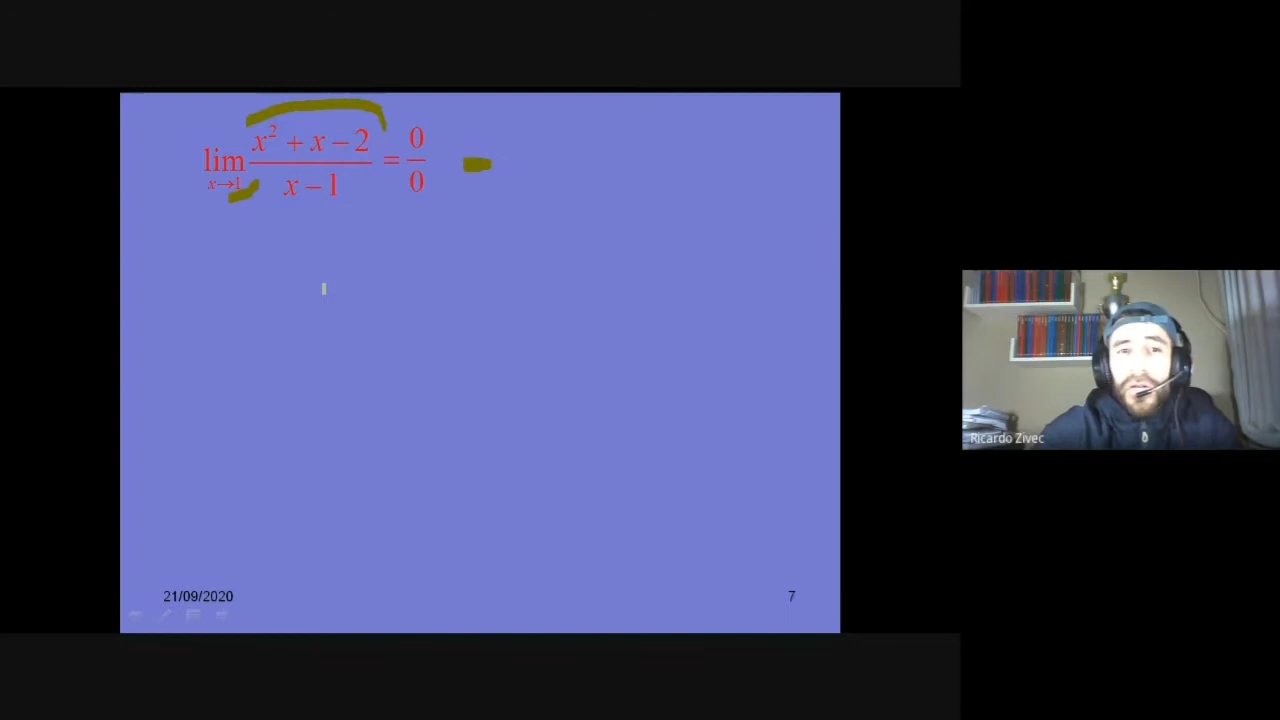 lim x→1 (x² + x − 2)/(x − 1) = 0/0
Ricardo Zivec
21/09/2020
7